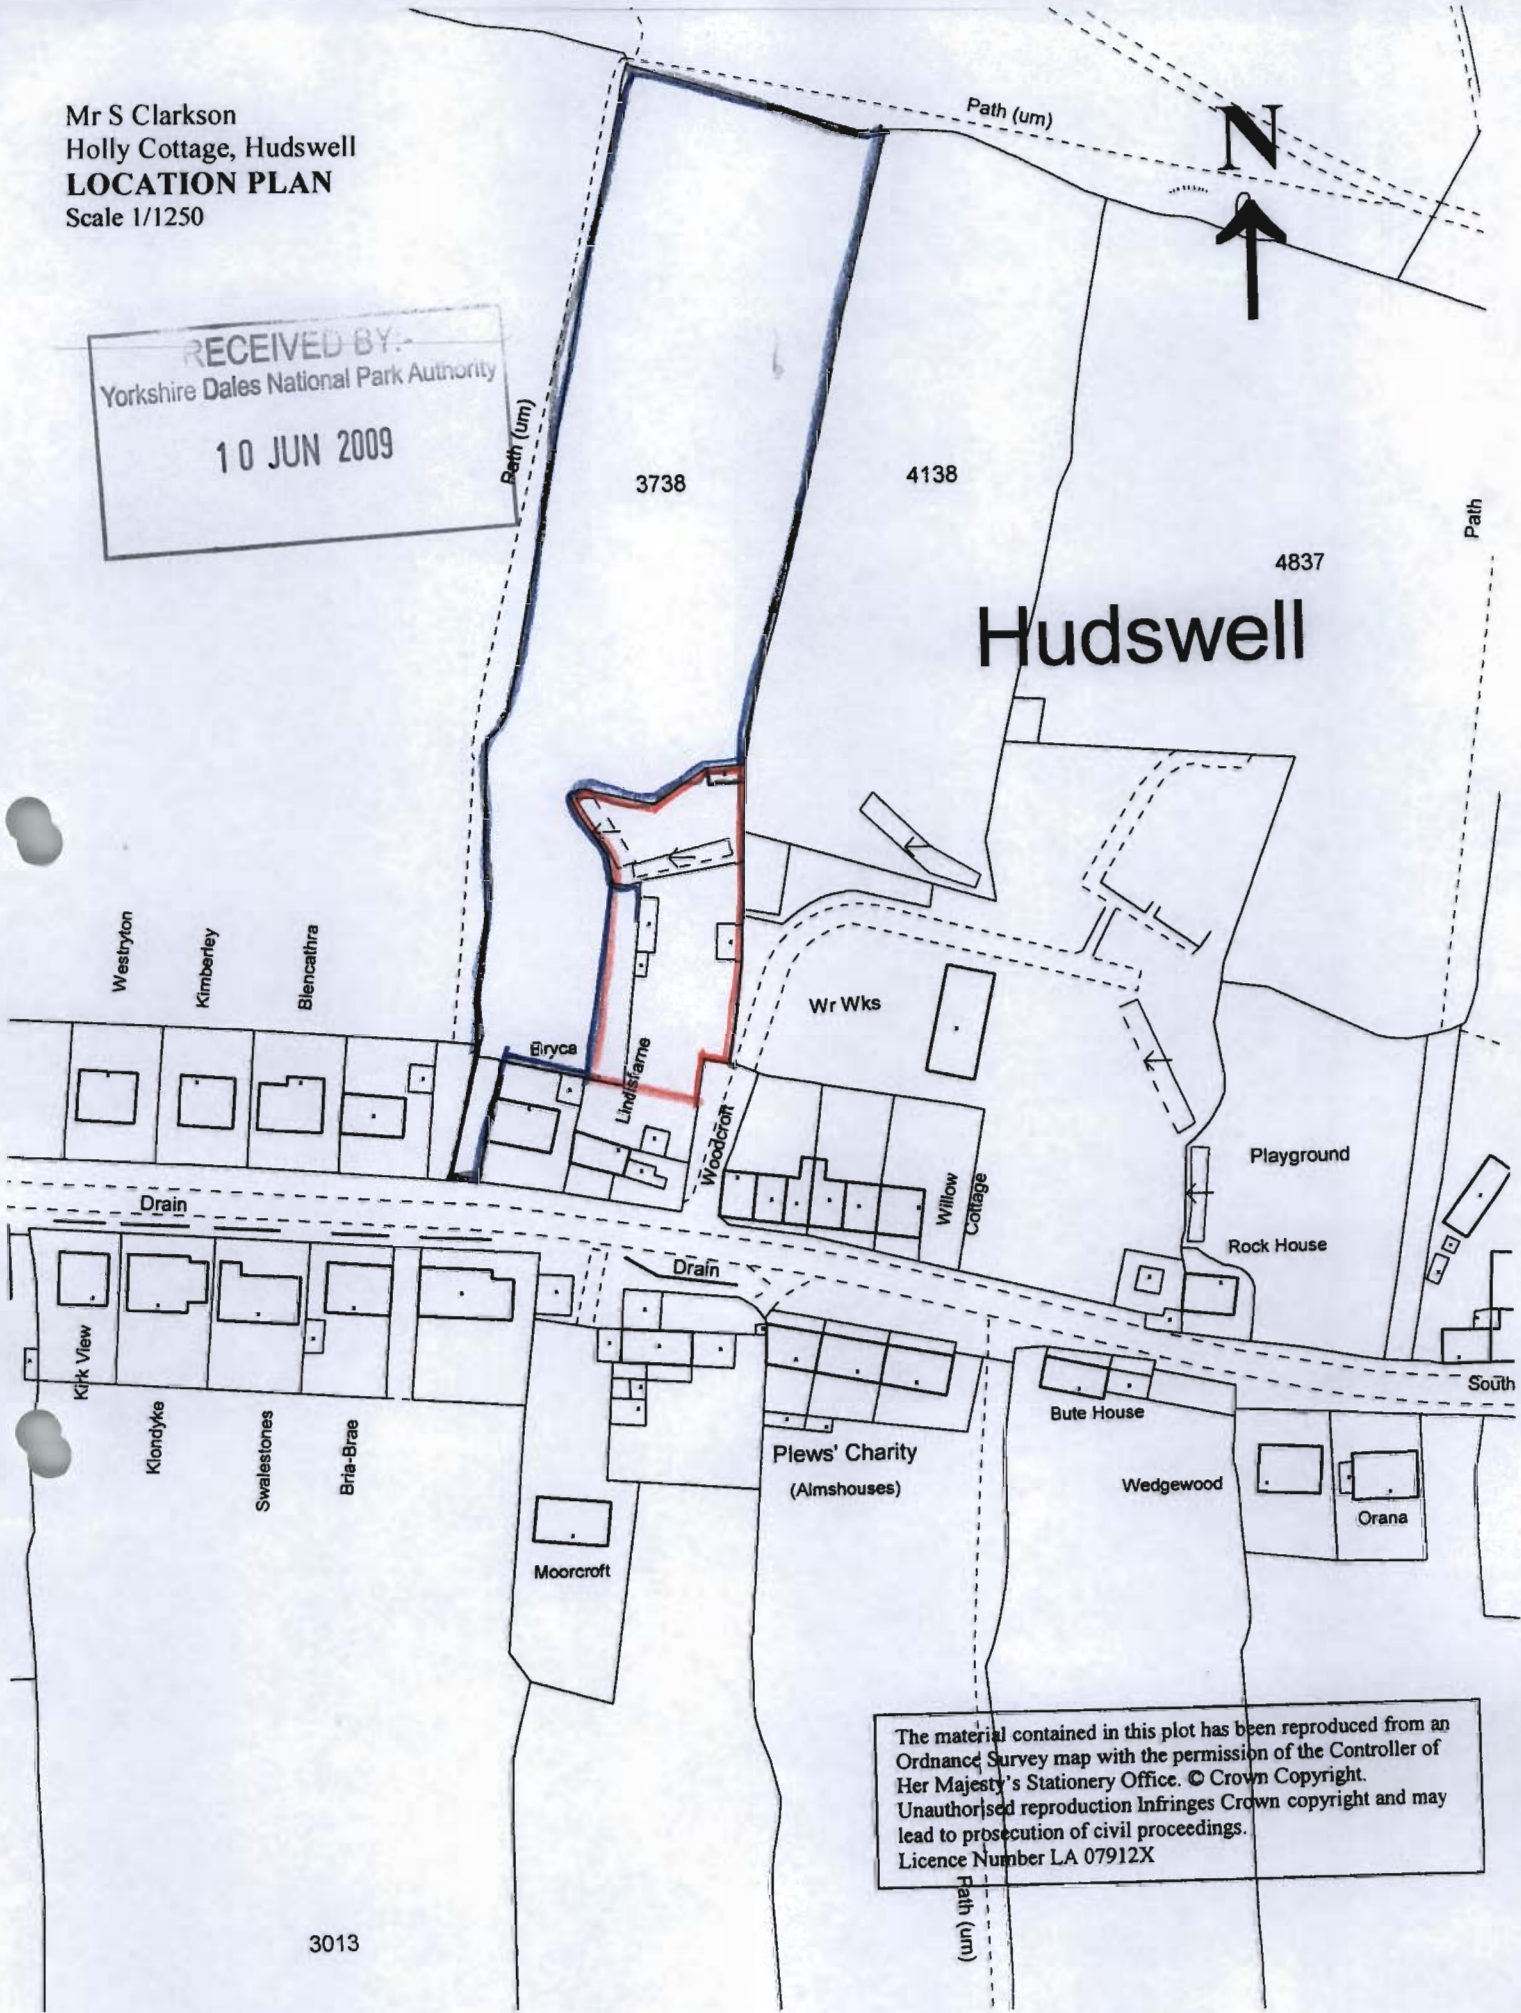 Mr S Clarkson
Holly Cottage, Hudswell
LOCATION PLAN
Scale 1/1250
Path (um)
N
RECEIVED BY:-
Yorkshire Dales National Park Authority
10 JUN 2009
Path (um)
3738
4138
Path
4837
Hudswell
Westryton
Kimberley
Blencathra
Wr Wks
Bryca
Lindisfarne
Woodcroft
Willow
Cottage
Playground
Drain
Rock House
Drain
Kirk View
Klondyke
Swalestones
Bria-Brae
South
Bute House
Plews' Charity
(Almshouses)
Wedgewood
Orana
Moorcroft
The material contained in this plot has been reproduced from an
Ordnance Survey map with the permission of the Controller of
Her Majesty's Stationery Office. © Crown Copyright.
Unauthorised reproduction Infringes Crown copyright and may
lead to prosecution of civil proceedings.
Licence Number LA 07912X
Path (um)
3013